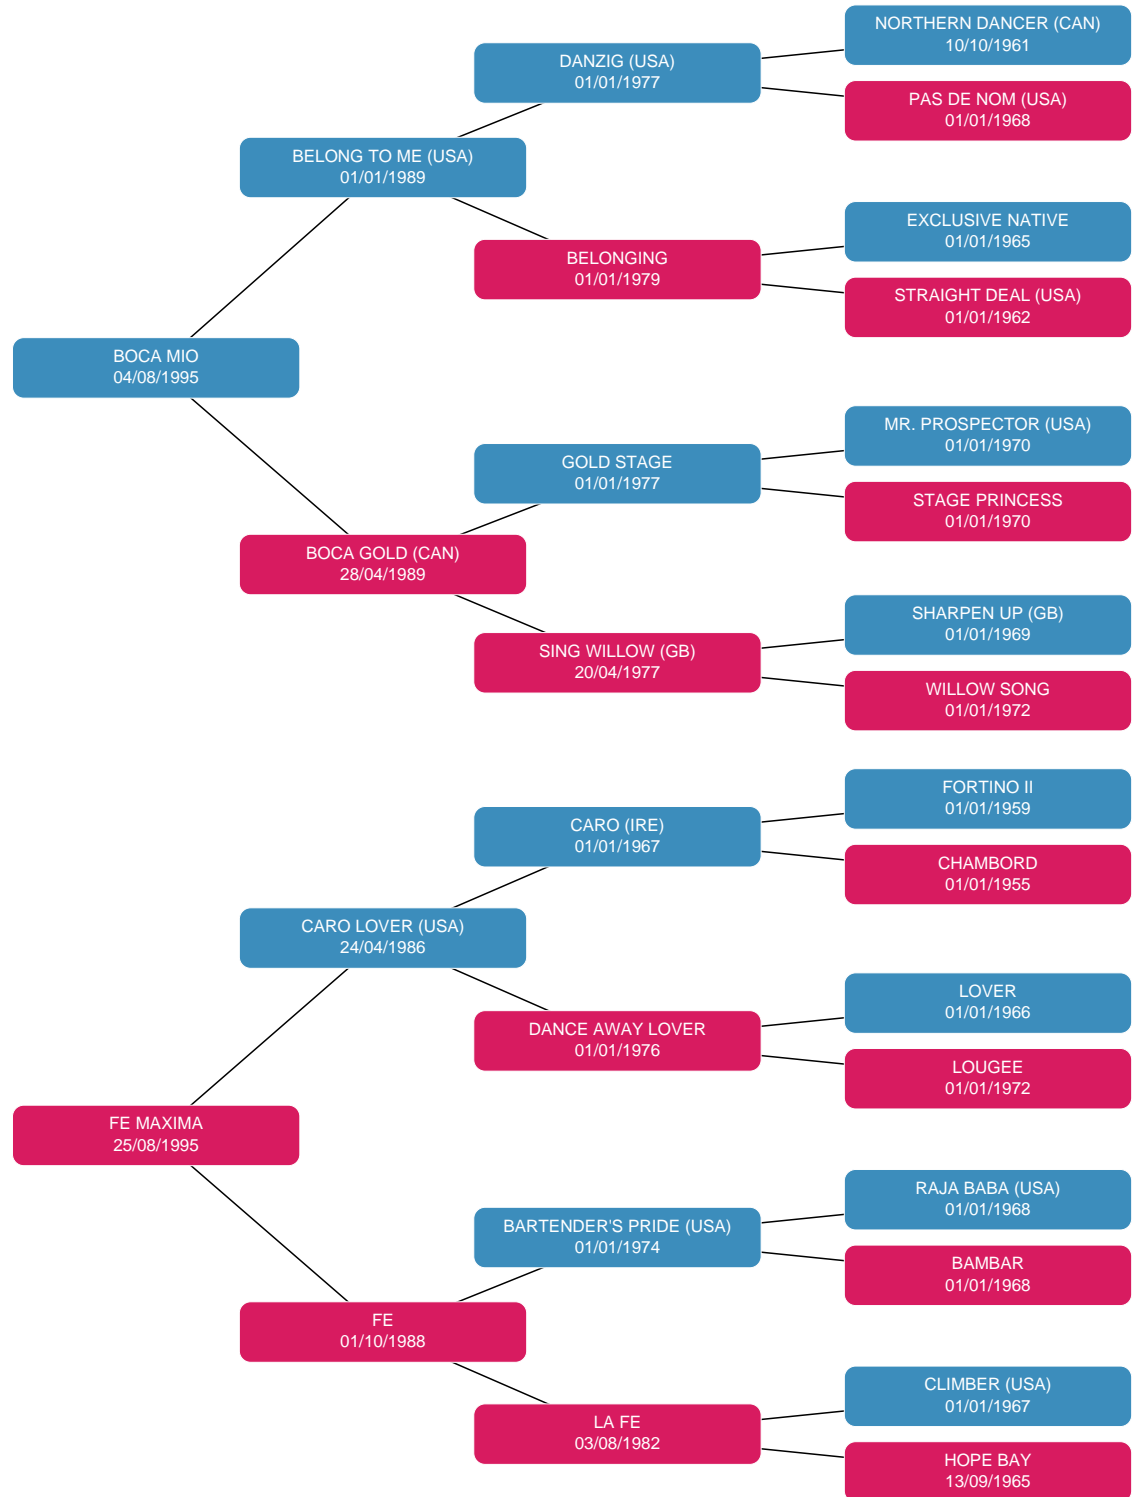 NORTHERN DANCER (CAN)
10/10/1961
DANZIG (USA)
01/01/1977
PAS DE NOM (USA)
01/01/1968
BELONG TO ME (USA)
01/01/1989
EXCLUSIVE NATIVE
01/01/1965
BELONGING
01/01/1979
STRAIGHT DEAL (USA)
01/01/1962
BOCA MIO
04/08/1995
MR. PROSPECTOR (USA)
01/01/1970
GOLD STAGE
01/01/1977
STAGE PRINCESS
01/01/1970
BOCA GOLD (CAN)
28/04/1989
SHARPEN UP (GB)
01/01/1969
SING WILLOW (GB)
20/04/1977
WILLOW SONG
01/01/1972
FORTINO II
01/01/1959
CARO (IRE)
01/01/1967
CHAMBORD
01/01/1955
CARO LOVER (USA)
24/04/1986
LOVER
01/01/1966
DANCE AWAY LOVER
01/01/1976
LOUGEE
01/01/1972
FE MAXIMA
25/08/1995
RAJA BABA (USA)
01/01/1968
BARTENDER'S PRIDE (USA)
01/01/1974
BAMBAR
01/01/1968
FE
01/10/1988
CLIMBER (USA)
01/01/1967
LA FE
03/08/1982
HOPE BAY
13/09/1965